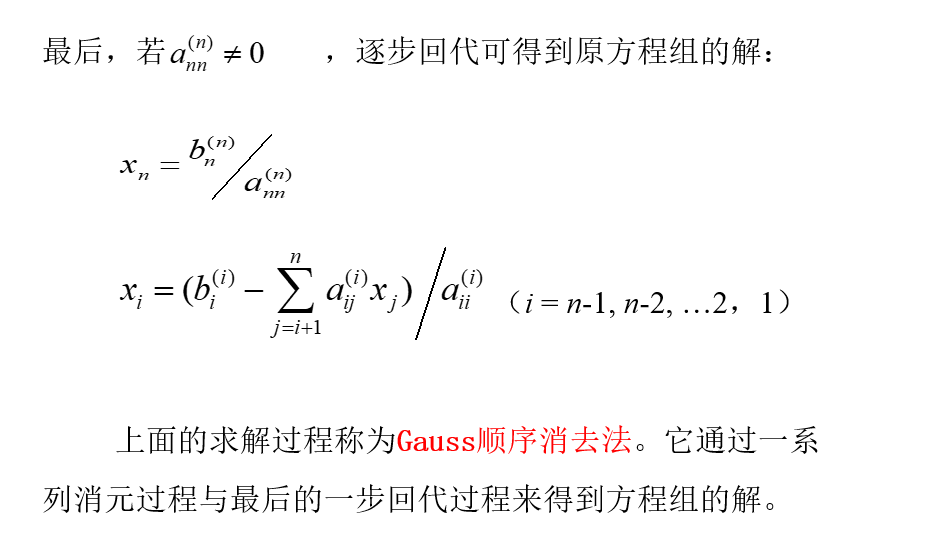 最后，若 $a_{nn}^{(n)} \neq 0$ ，逐步回代可得到原方程组的解：
$x_n = b_n^{(n)} / a_{nn}^{(n)}$
$x_i = (b_i^{(i)} - \sum_{j=i+1}^{n} a_{ij}^{(i)} x_j) / a_{ii}^{(i)}$ （i = n-1, n-2, …2，1）
上面的求解过程称为Gauss顺序消去法。它通过一系
列消元过程与最后的一步回代过程来得到方程组的解。